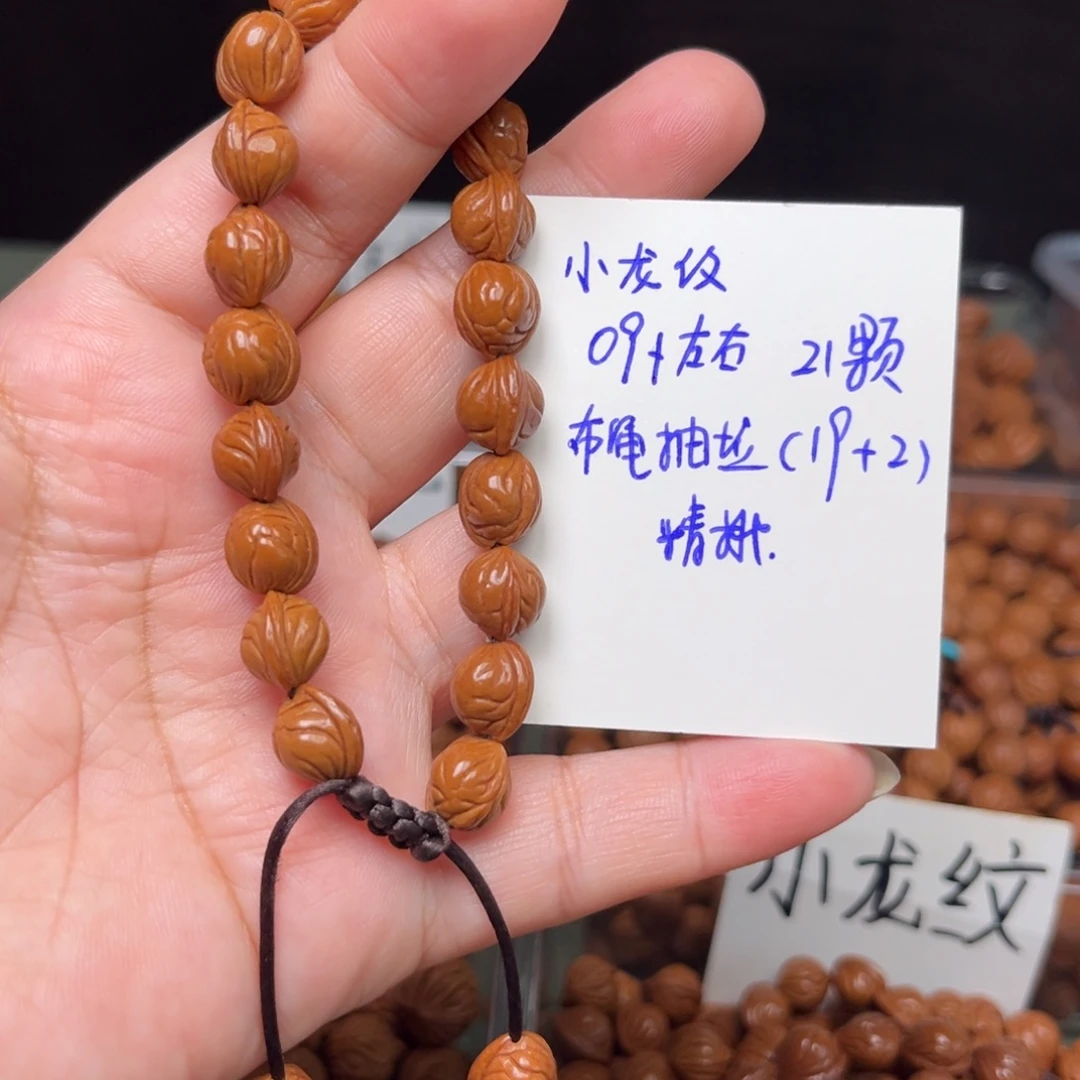 小龙纹
09+左右 21颗
布绳抽丝(19+2)
精挑.
小龙纹